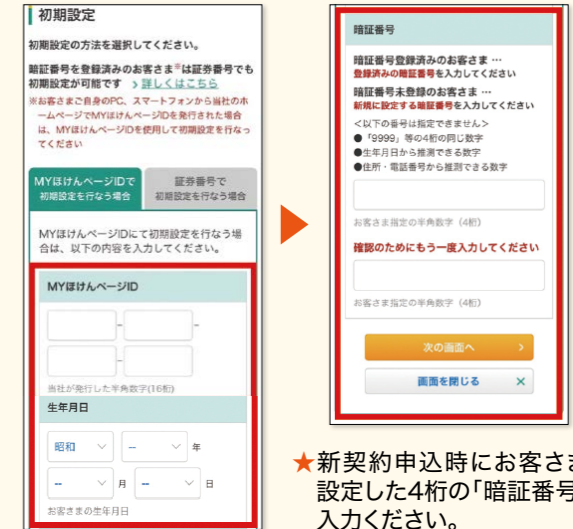 初期設定
初期設定の方法を選択してください。
暗証番号を登録済みのお客さま※は証券番号でも
初期設定が可能です > 詳しくはこちら
※お客さまご自身のPC、スマートフォンから当社のホ
ームページでMYほけんページIDを発行された場合
は、MYほけんページIDを使用して初期設定を行なっ
てください
MYほけんページIDで
初期設定を行なう場合
証券番号で
初期設定を行なう場合
MYほけんページIDにて初期設定を行なう場
合は、以下の内容を入力してください。
MYほけんページID
- -
-
当社が発行した半角数字(16桁)
生年月日
昭和 -- 年
-- 月 -- 日
お客さまの生年月日
暗証番号
暗証番号登録済みのお客さま …
登録済みの暗証番号を入力してください
暗証番号未登録のお客さま …
新規に設定する暗証番号を入力してください
<以下の番号は指定できません>
●「9999」等の4桁の同じ数字
●生年月日から推測できる数字
●住所・電話番号から推測できる数字
お客さま指定の半角数字（4桁）
確認のためにもう一度入力してください
お客さま指定の半角数字（4桁）
次の画面へ >
画面を閉じる ×
★新契約申込時にお客さま
設定した4桁の「暗証番号
入力ください。